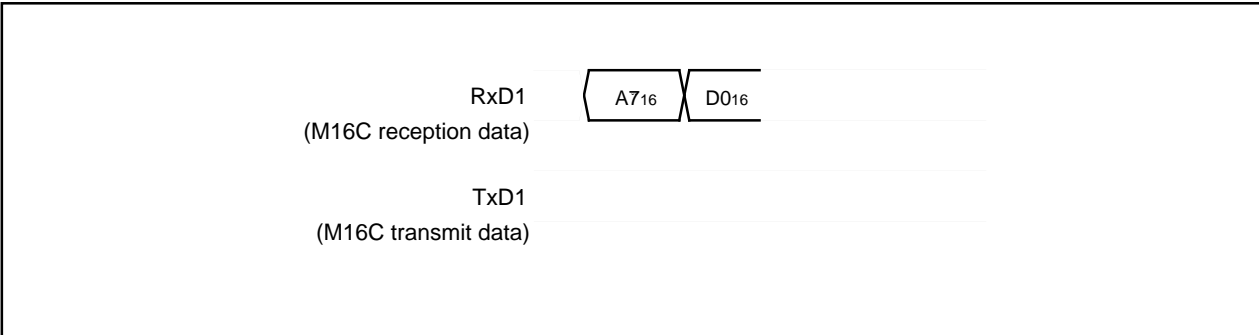 RxD1 A716 D016
(M16C reception data)
TxD1
(M16C transmit data)